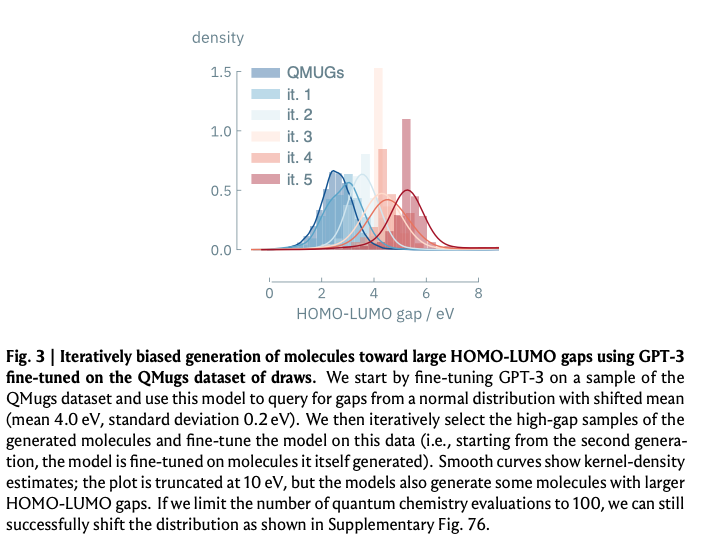 density
1.5
QMUGs
it. 1
it. 2
1.0
it. 3
it. 4
0.5
it. 5
0.0
0 2 4 6 8
HOMO-LUMO gap / eV
Fig. 3 | Iteratively biased generation of molecules toward large HOMO-LUMO gaps using GPT-3
fine-tuned on the QMugs dataset of draws. We start by fine-tuning GPT-3 on a sample of the
QMugs dataset and use this model to query for gaps from a normal distribution with shifted mean
(mean 4.0 eV, standard deviation 0.2 eV). We then iteratively select the high-gap samples of the
generated molecules and fine-tune the model on this data (i.e., starting from the second genera-
tion, the model is fine-tuned on molecules it itself generated). Smooth curves show kernel-density
estimates; the plot is truncated at 10 eV, but the models also generate some molecules with larger
HOMO-LUMO gaps. If we limit the number of quantum chemistry evaluations to 100, we can still
successfully shift the distribution as shown in Supplementary Fig. 76.